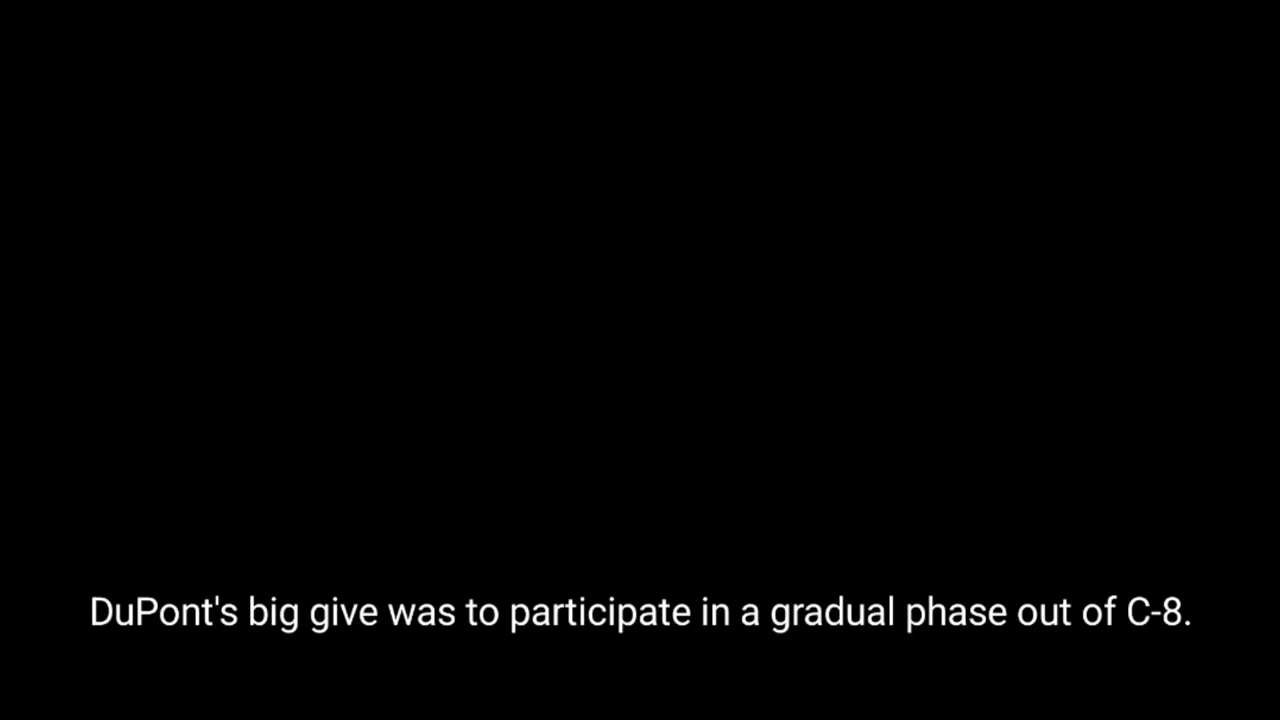 DuPont's big give was to participate in a gradual phase out of C-8.